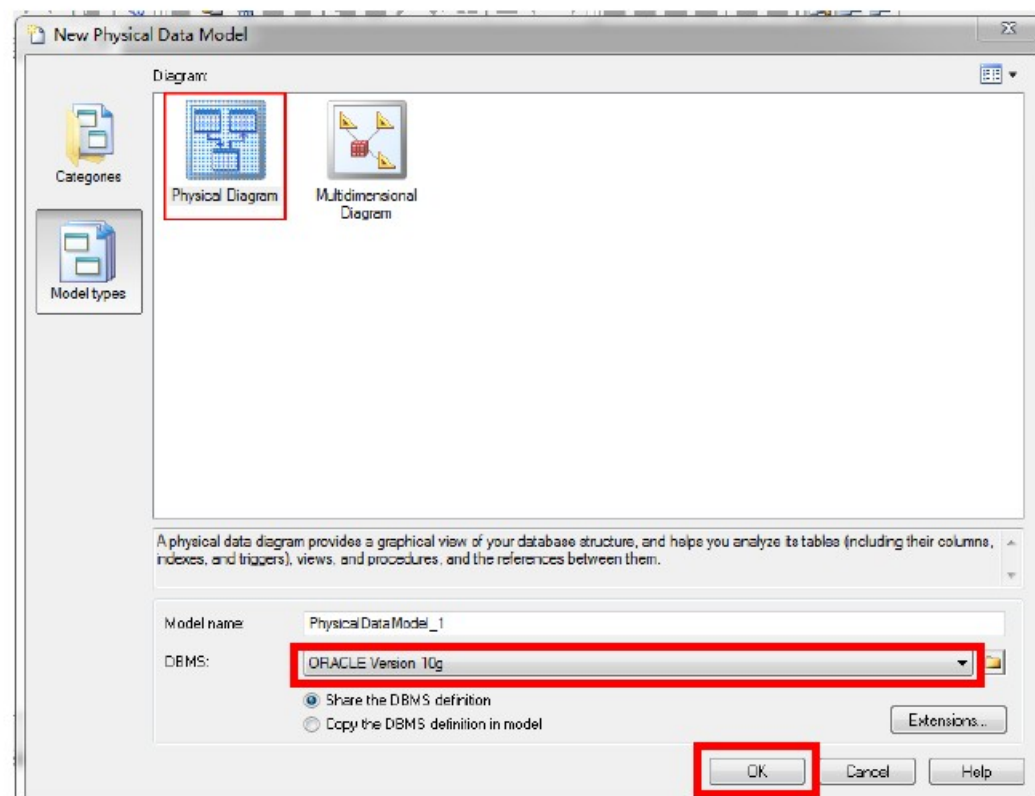 New Physical Data Model
Diagram:
Categories
Physical Diagram
Multidimensional
Diagram
Model types
A physical data diagram provides a graphical view of your database structure, and helps you analyze its tables (including their columns,
indexes, and triggers), views, and procedures, and the references between them.
Model name:
PhysicalDataModel_1
DBMS:
ORACLE Version 10g
Share the DBMS definition
Copy the DBMS definition in model
Extensions...
OK
Cancel
Help